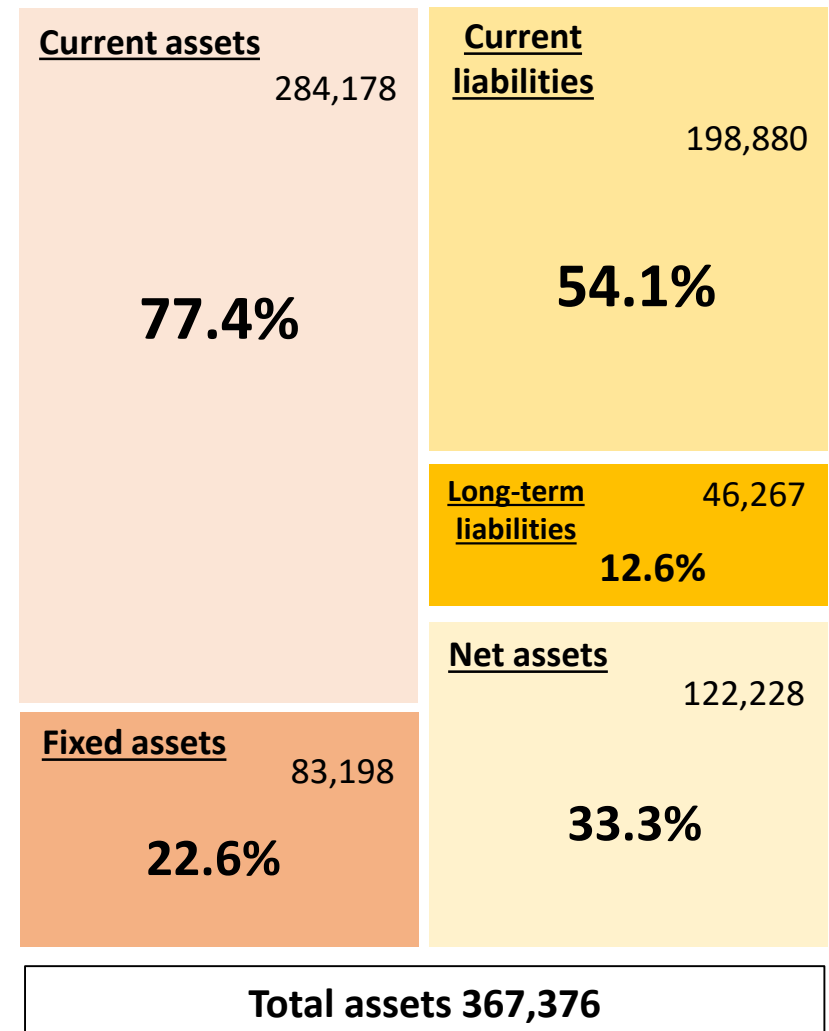 Current assets
284,178
77.4%
Fixed assets
83,198
22.6%
Current
liabilities
198,880
54.1%
Long-term
liabilities
46,267
12.6%
Net assets
122,228
33.3%
Total assets 367,376